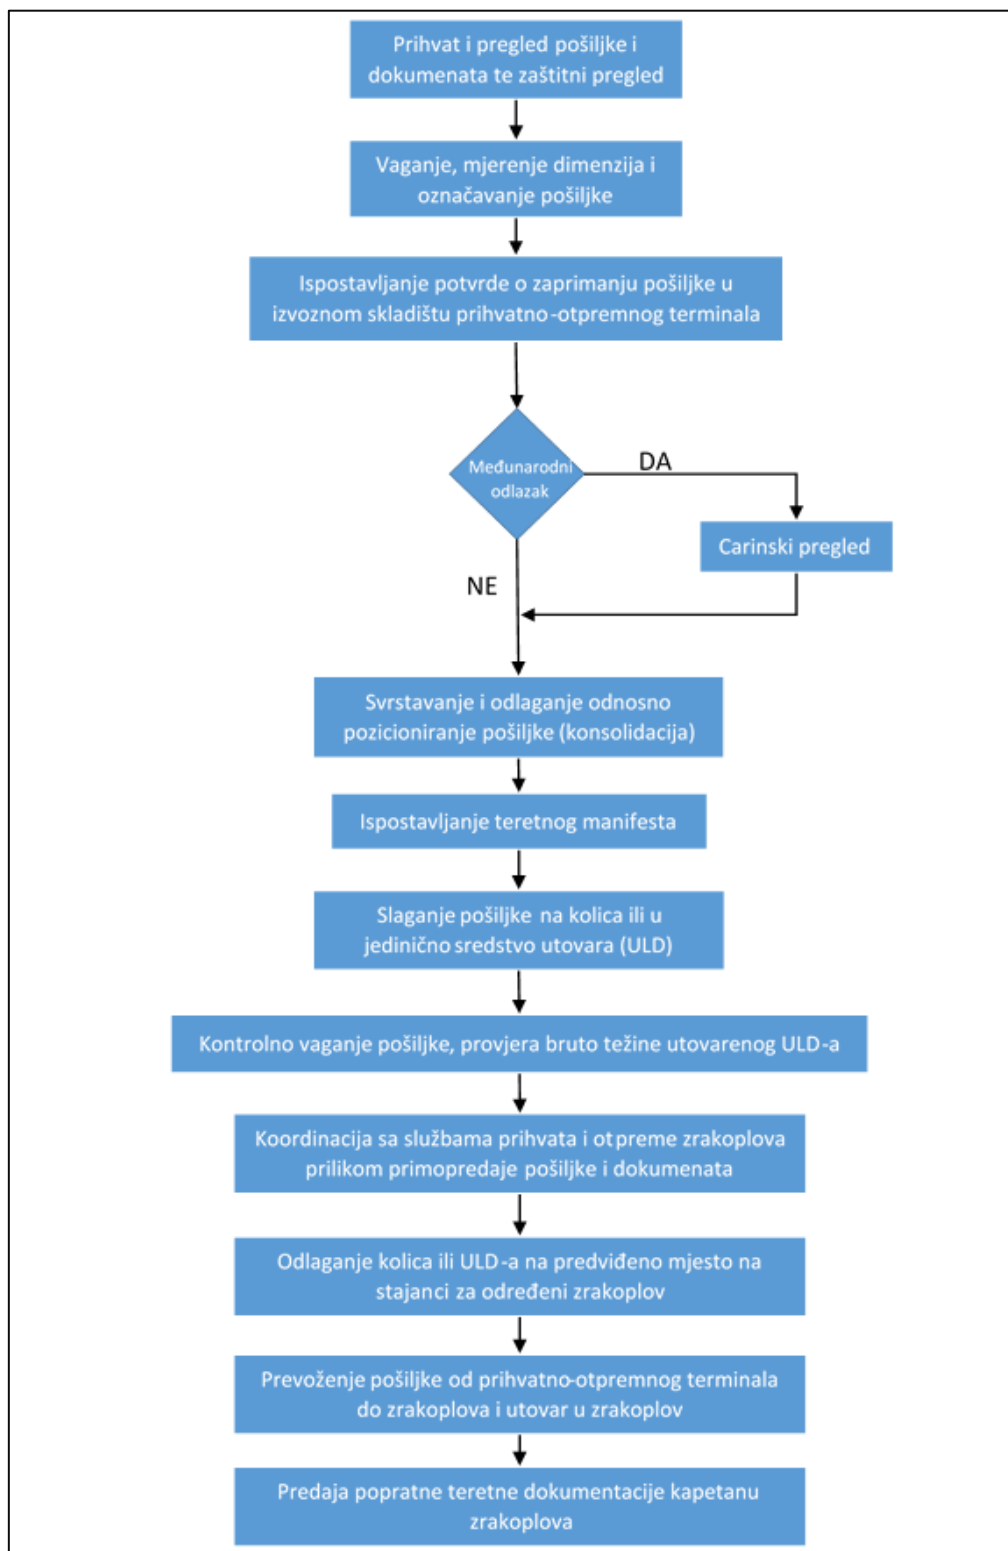 Prihvat i pregled pošiljke i
dokumenata te zaštitni pregled
Vaganje, mjerenje dimenzija i
označavanje pošiljke
Ispostavljanje potvrde o zaprimanju pošiljke u
izvoznom skladištu prihvatno-otpremnog terminala
Međunarodni
odlazak
DA
Carinski pregled
NE
Svrstavanje i odlaganje odnosno
pozicioniranje pošiljke (konsolidacija)
Ispostavljanje teretnog manifesta
Slaganje pošiljke na kolica ili u
jedinično sredstvo utovara (ULD)
Kontrolno vaganje pošiljke, provjera bruto težine utovarenog ULD-a
Koordinacija sa službama prihvata i otpreme zrakoplova
prilikom primopredaje pošiljke i dokumenata
Odlaganje kolica ili ULD-a na predviđeno mjesto na
stajanci za određeni zrakoplov
Prevoženje pošiljke od prihvatno-otpremnog terminala
do zrakoplova i utovar u zrakoplov
Predaja popratne teretne dokumentacije kapetanu
zrakoplova